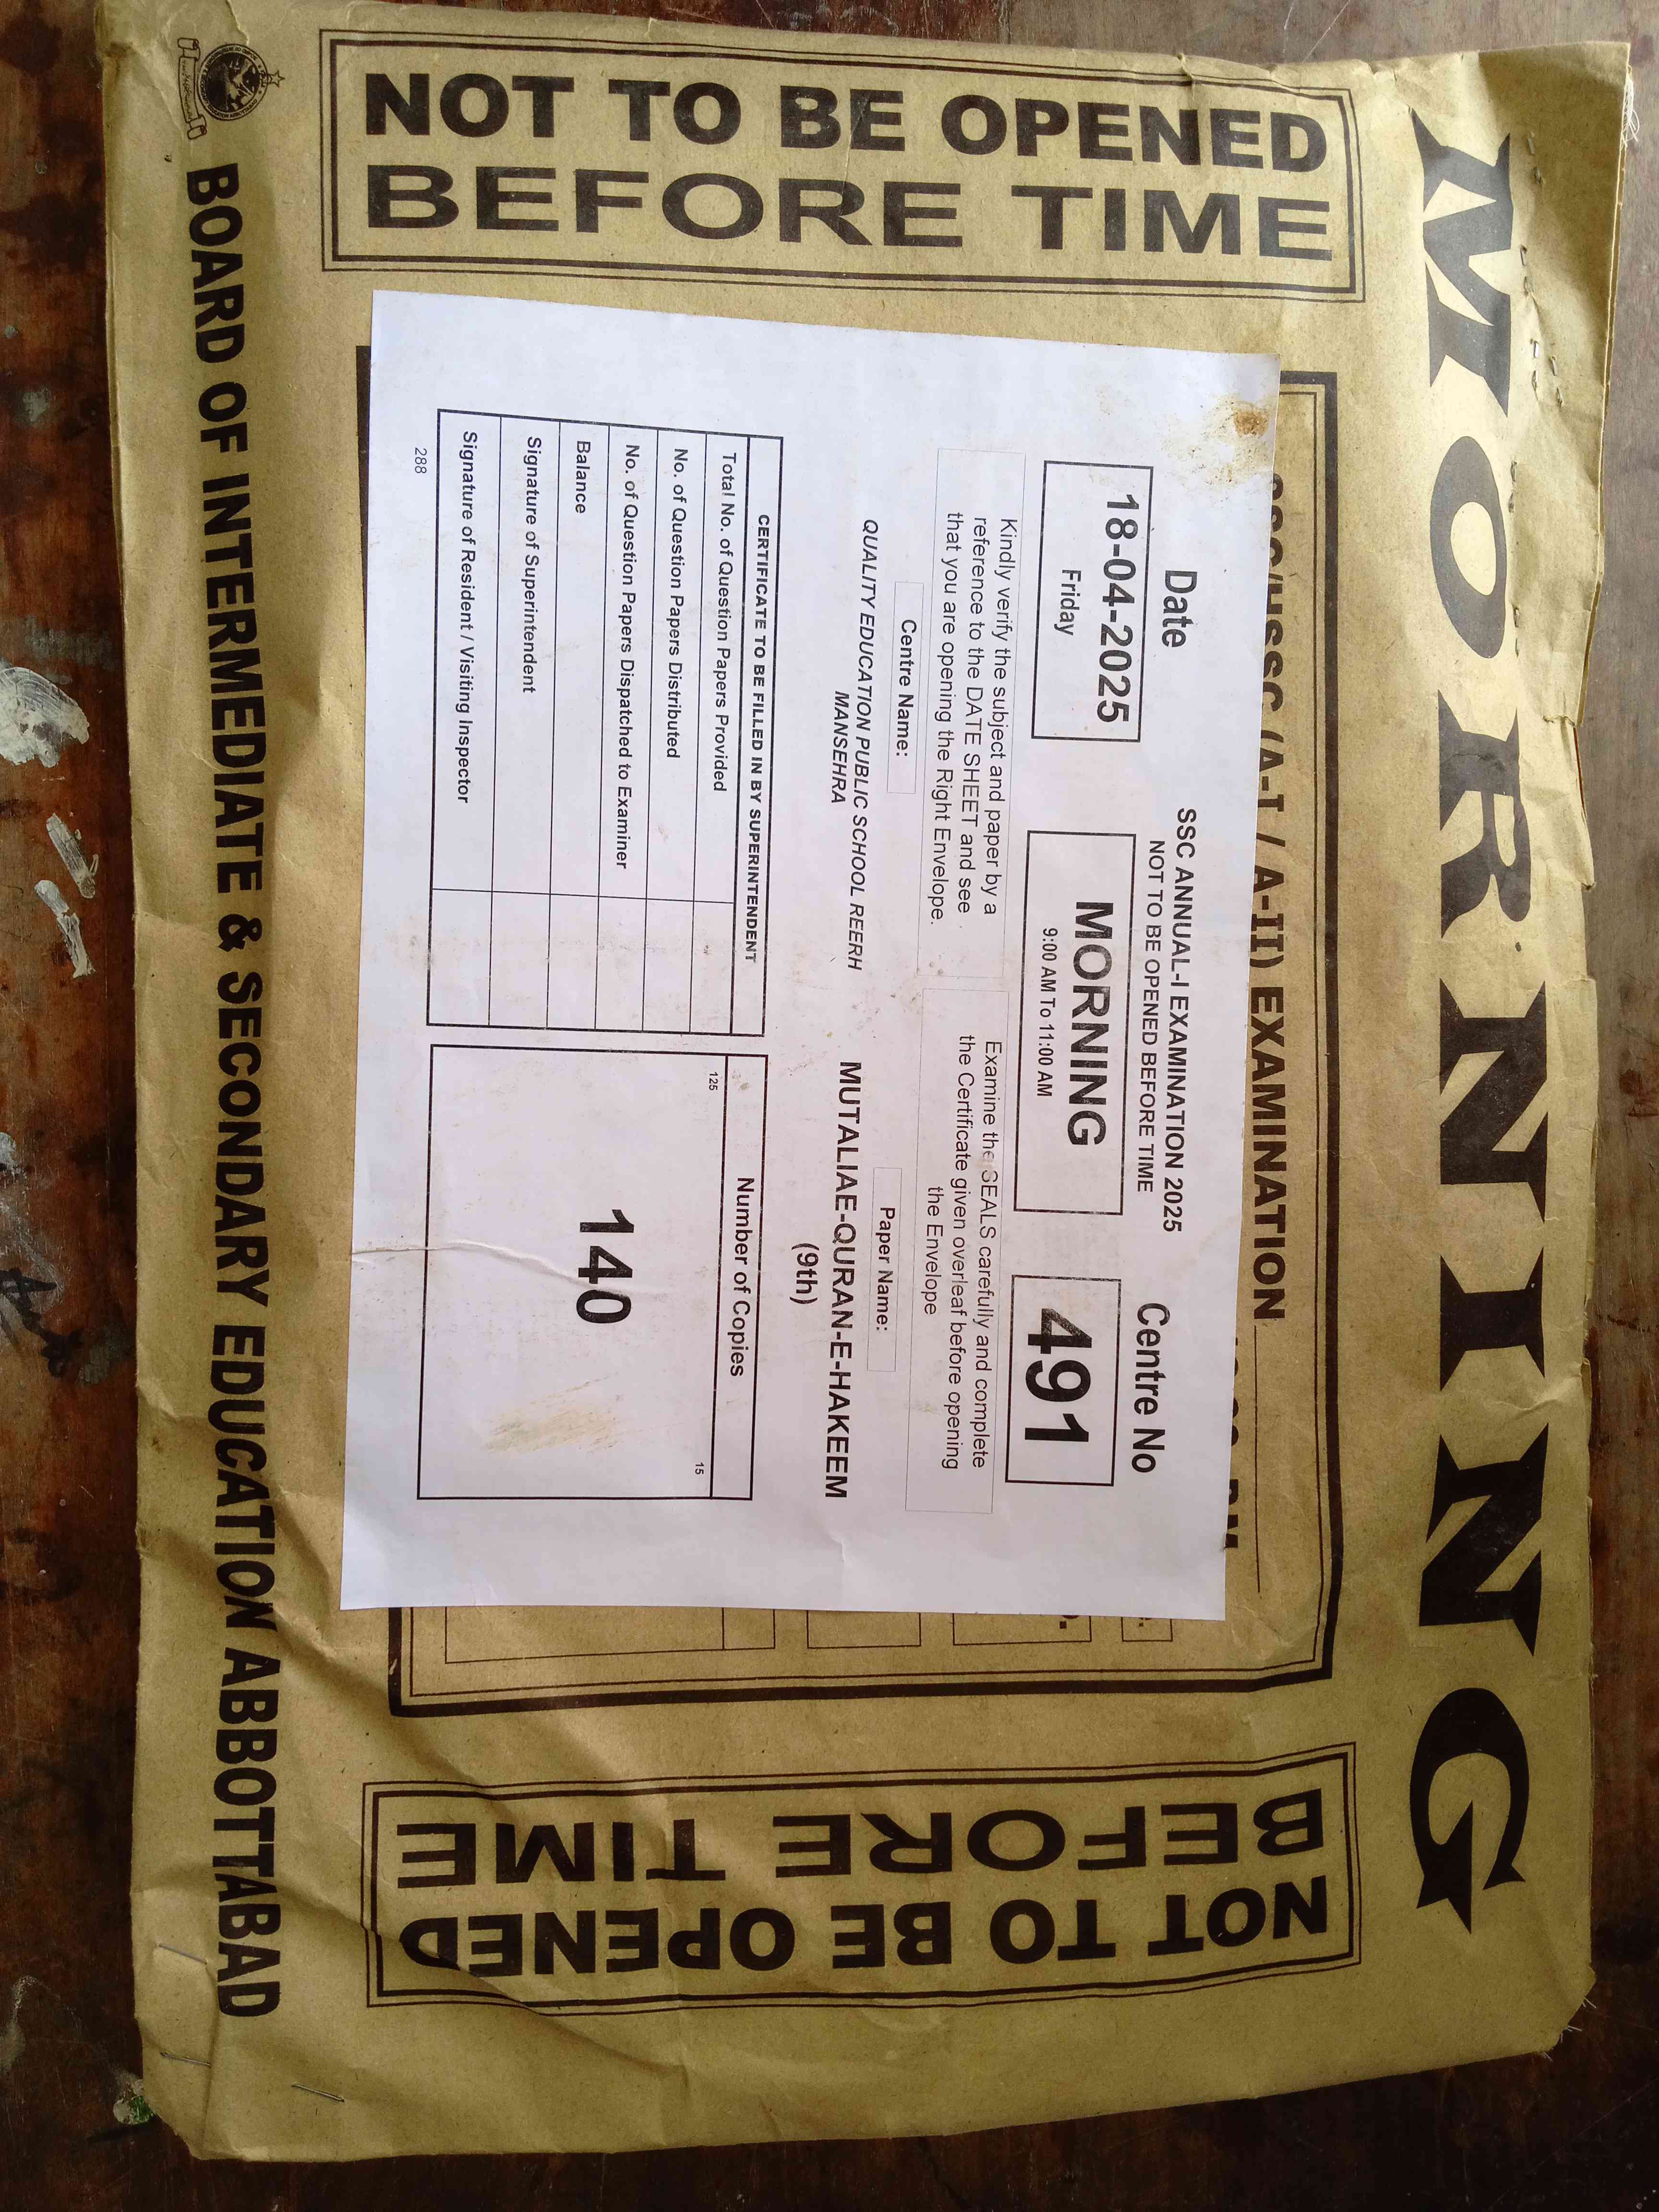 MORNING
NOT TO BE OPENED
BEFORE TIME
(A-I / A-II) EXAMINATION
SSC ANNUAL-I EXAMINATION 2025
NOT TO BE OPENED BEFORE TIME
Date
Centre No
18-04-2025
Friday
MORNING
9:00 AM To 11:00 AM
491
Kindly verify the subject and paper by a
reference to the DATE SHEET and see
that you are opening the Right Envelope.
Examine the SEALS carefully and complete
the Certificate given overleaf before opening
the Envelope
Centre Name:
Paper Name:
QUALITY EDUCATION PUBLIC SCHOOL REERH
MANSEHRA
MUTALIAE-QURAN-E-HAKEEM
(9th)
CERTIFICATE TO BE FILLED IN BY SUPERINTENDENT
Total No. of Question Papers Provided
No. of Question Papers Distributed
No. of Question Papers Dispatched to Examiner
Balance
Signature of Superintendent
Signature of Resident / Visiting Inspector
Number of Copies
125
15
140
288
NOT TO BE OPENED
BEFORE TIME
BOARD OF INTERMEDIATE & SECONDARY EDUCATION ABBOTTABAD